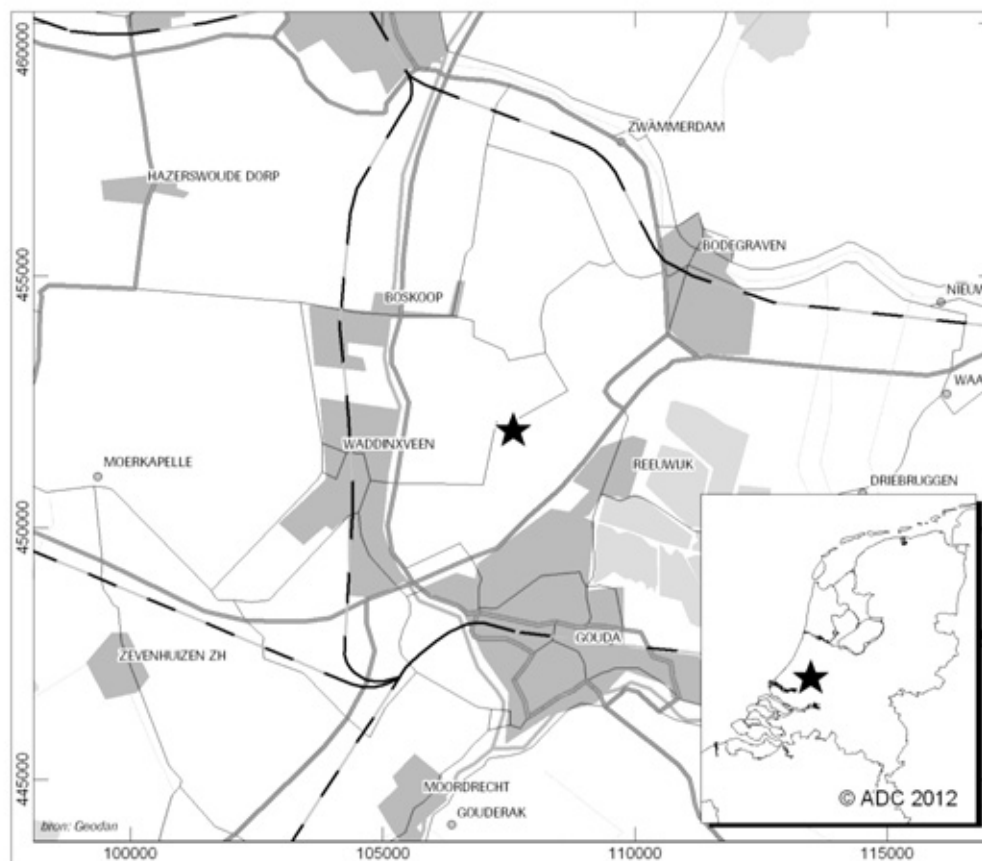 460000
ZWAMMERDAM
HAZERSWOUDE DORP
BODEGRAVEN
455000
BOSKOOP
NIEUW
WAA
WADDINXVEEN
REEUWIJK
MOERKAPELLE
DRIEBRUGGEN
450000
GOUDA
ZEVENHUIZEN ZH
445000
MOORDRECHT
© ADC 2012
GOUDERAK
bron: Geodan
100000
105000
110000
115000